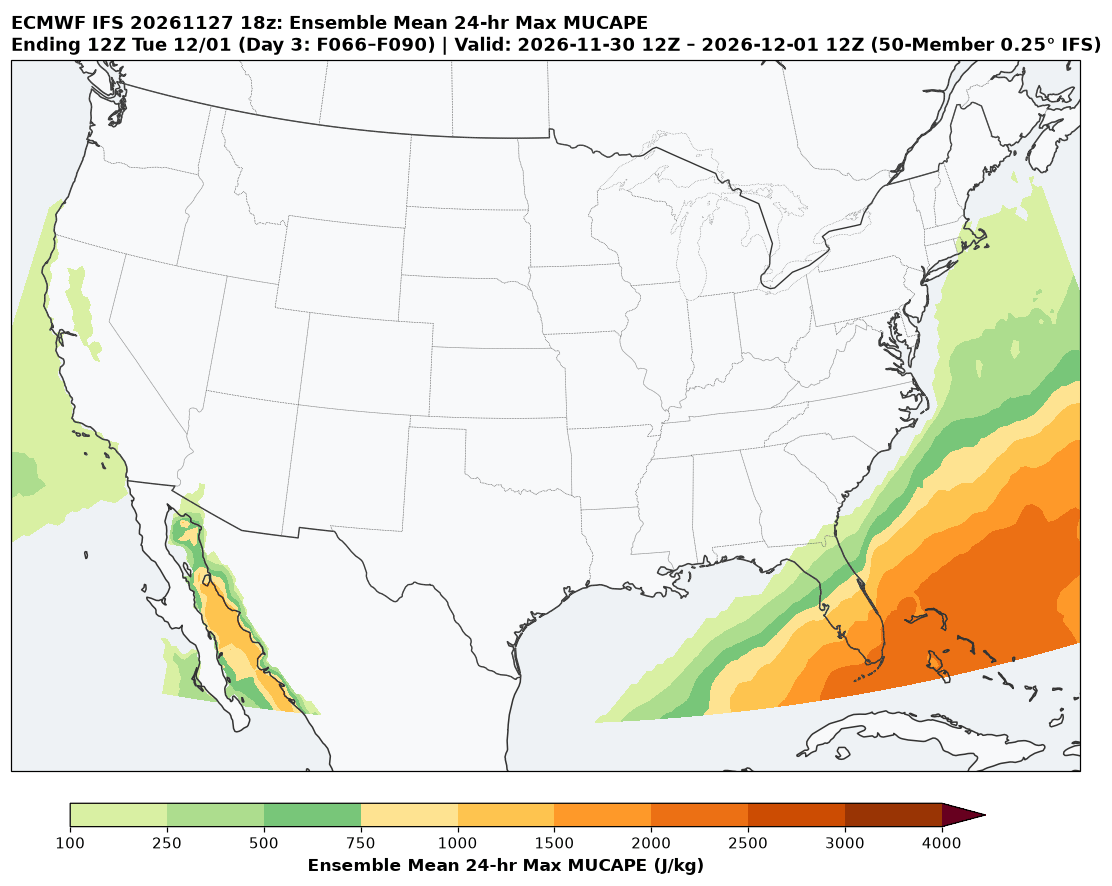 ECMWF IFS 20261127 18z: Ensemble Mean 24-hr Max MUCAPE
Ending 12Z Tue 12/01 (Day 3: F066–F090) | Valid: 2026-11-30 12Z – 2026-12-01 12Z (50-Member 0.25° IFS)
100 250 500 750 1000 1500 2000 2500 3000 4000
Ensemble Mean 24-hr Max MUCAPE (J/kg)